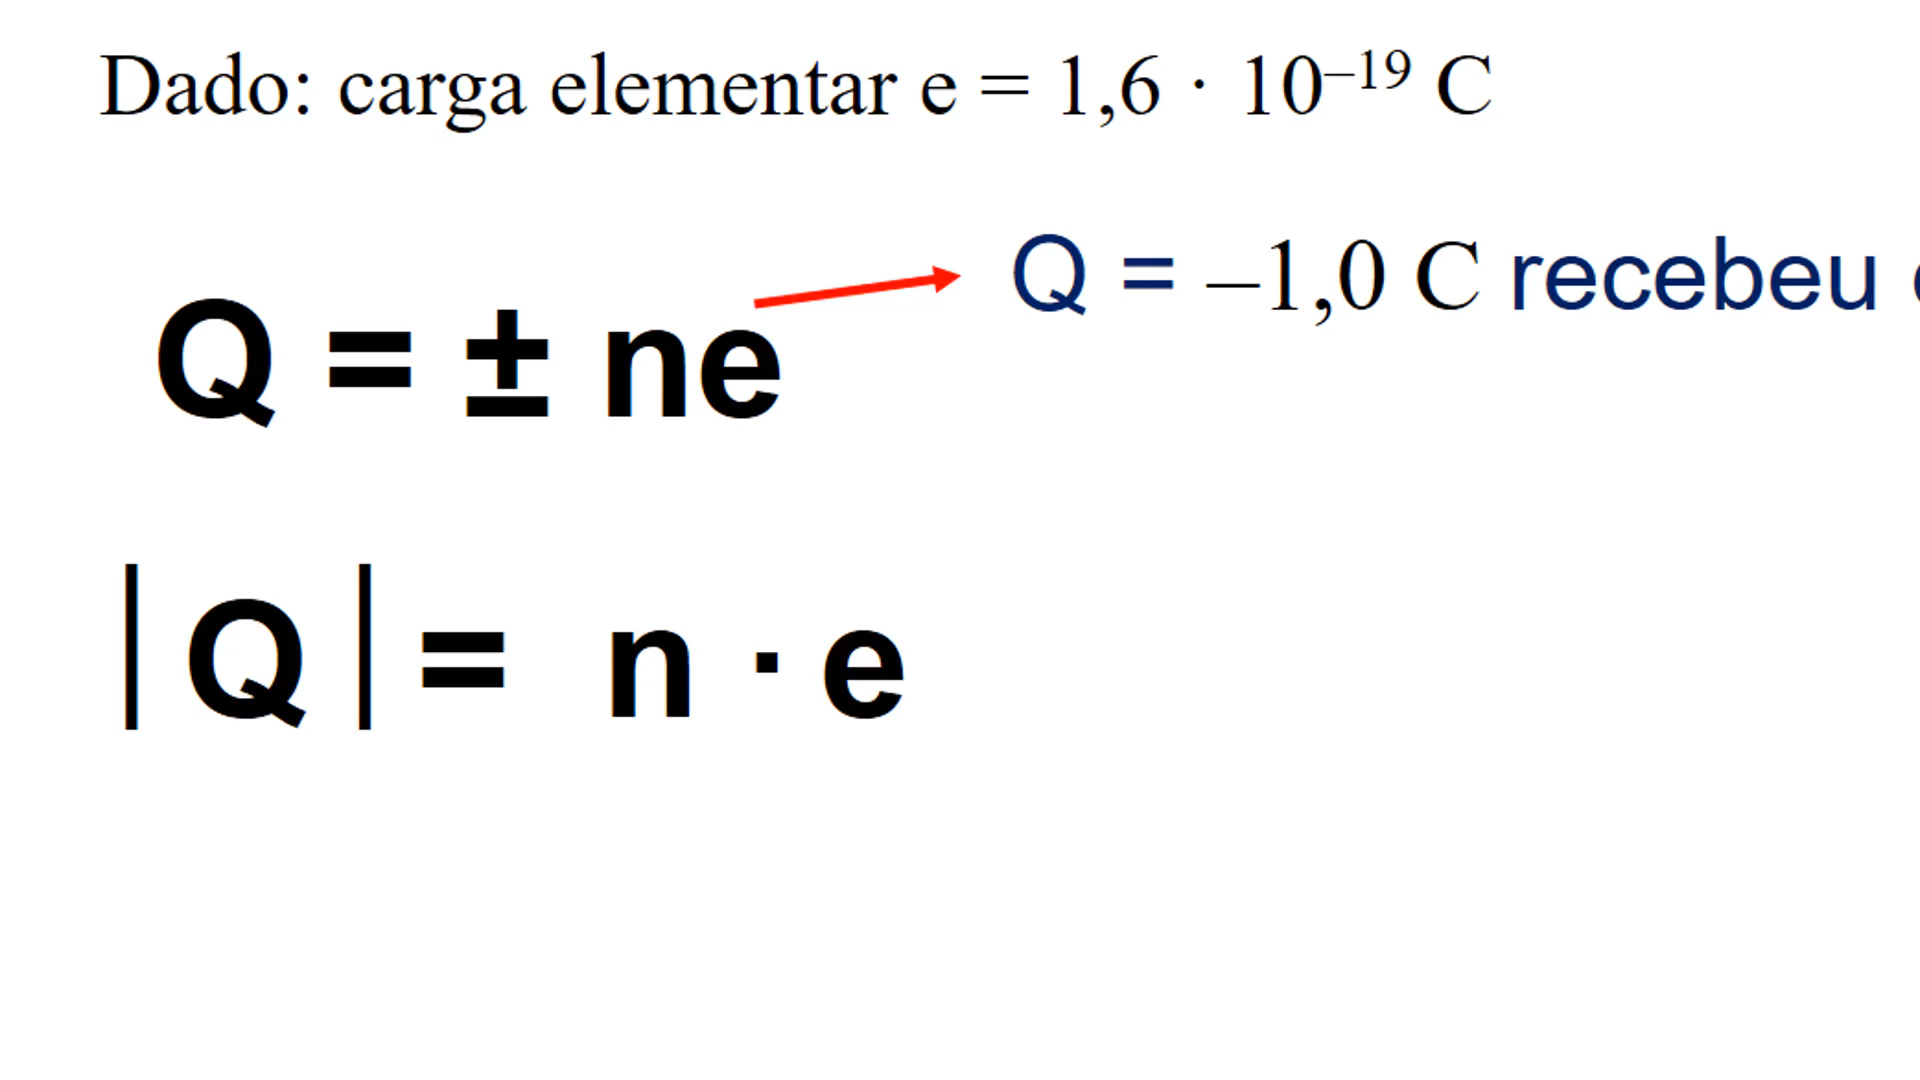 Dado: carga elementar e = 1,6 · 10⁻¹⁹ C
Q = –1,0 C recebeu
Q = ± ne
|Q| = n · e